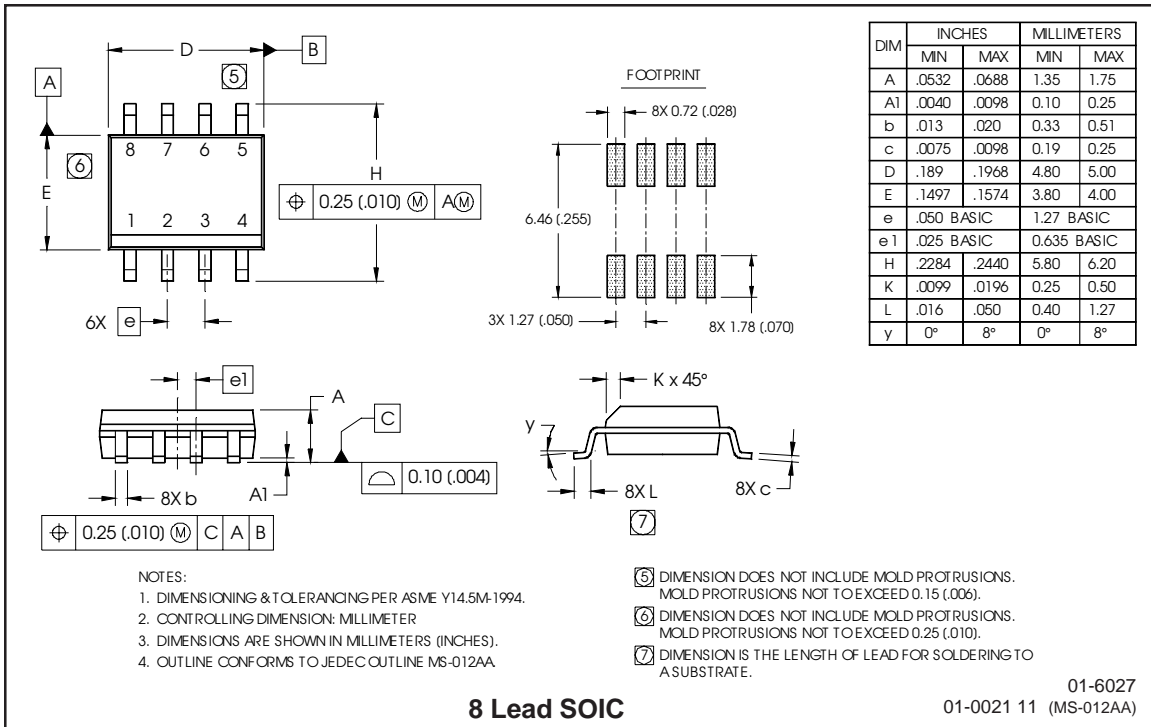 D
B
5
A
8 7 6 5
6
E
H
⌖ 0.25 (.010) Ⓜ AⓂ
1 2 3 4
6X e
FOOTPRINT
8X 0.72 (.028)
6.46 (.255)
3X 1.27 (.050)
8X 1.78 (.070)
DIM INCHES MILLIMETERS
MIN MAX MIN MAX
A .0532 .0688 1.35 1.75
A1 .0040 .0098 0.10 0.25
b .013 .020 0.33 0.51
c .0075 .0098 0.19 0.25
D .189 .1968 4.80 5.00
E .1497 .1574 3.80 4.00
e .050 BASIC 1.27 BASIC
e1 .025 BASIC 0.635 BASIC
H .2284 .2440 5.80 6.20
K .0099 .0196 0.25 0.50
L .016 .050 0.40 1.27
y 0° 8° 0° 8°
e1
A
C
0.10 (.004)
8X b
A1
⌖ 0.25 (.010) Ⓜ C A B
K x 45°
y
8X L
8X c
7
NOTES:
1. DIMENSIONING & TOLERANCING PER ASME Y14.5M-1994.
2. CONTROLLING DIMENSION: MILLIMETER
3. DIMENSIONS ARE SHOWN IN MILLIMETERS (INCHES).
4. OUTLINE CONFORMS TO JEDEC OUTLINE MS-012AA.
5 DIMENSION DOES NOT INCLUDE MOLD PROTRUSIONS.
MOLD PROTRUSIONS NOT TO EXCEED 0.15 (.006).
6 DIMENSION DOES NOT INCLUDE MOLD PROTRUSIONS.
MOLD PROTRUSIONS NOT TO EXCEED 0.25 (.010).
7 DIMENSION IS THE LENGTH OF LEAD FOR SOLDERING TO
A SUBSTRATE.
8 Lead SOIC
01-6027
01-0021 11 (MS-012AA)